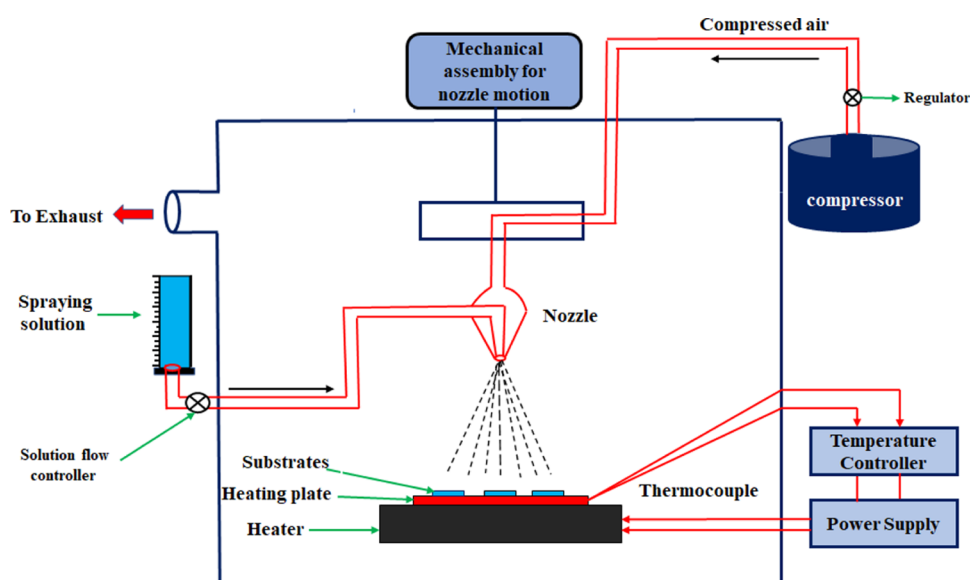 Compressed air
Mechanical
assembly for
nozzle motion
Regulator
compressor
To Exhaust
Spraying
solution
Nozzle
Solution flow
controller
Substrates
Heating plate
Heater
Thermocouple
Temperature
Controller
Power Supply